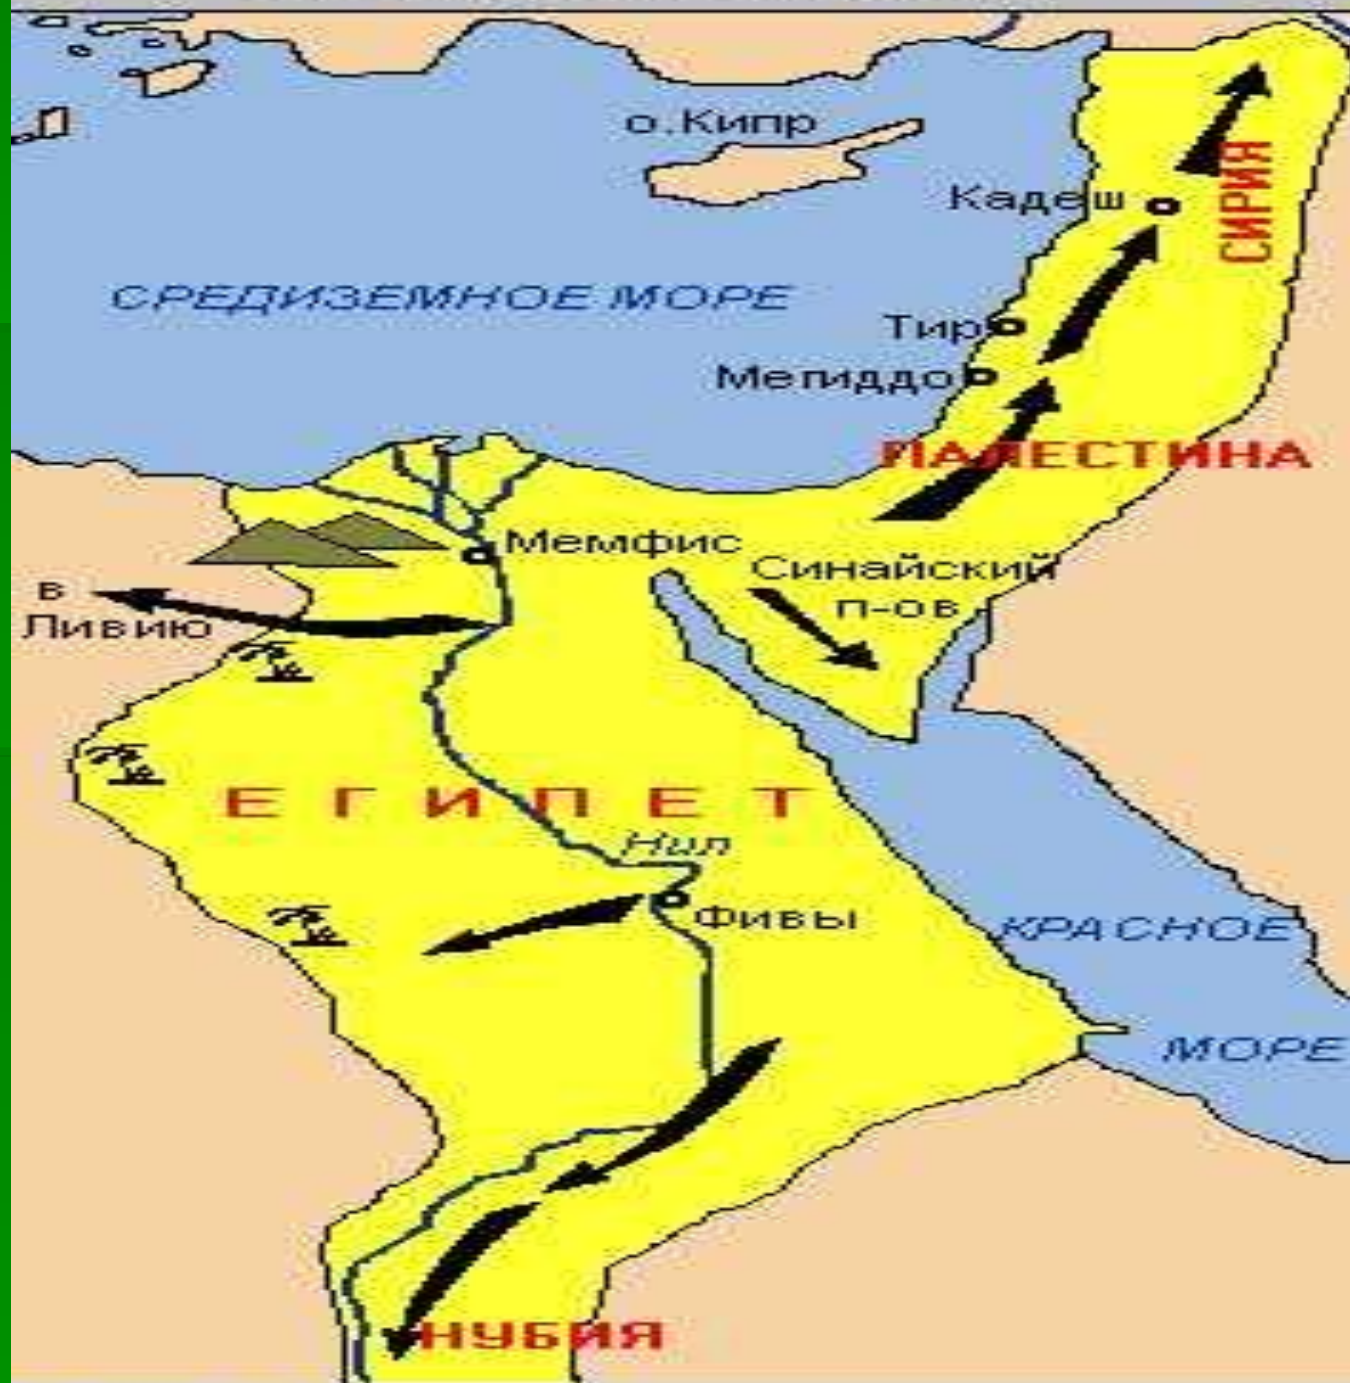 о.Кипр
Кадеш
СИРИЯ
СРЕДИЗЕМНОЕ МОРЕ
Тир
Мегиддо
ПАЛЕСТИНА
Мемфис
Синайский
п-ов
в
Ливию
ЕГИПЕТ
Нил
Фивы
КРАСНОЕ
МОРЕ
НУБИЯ